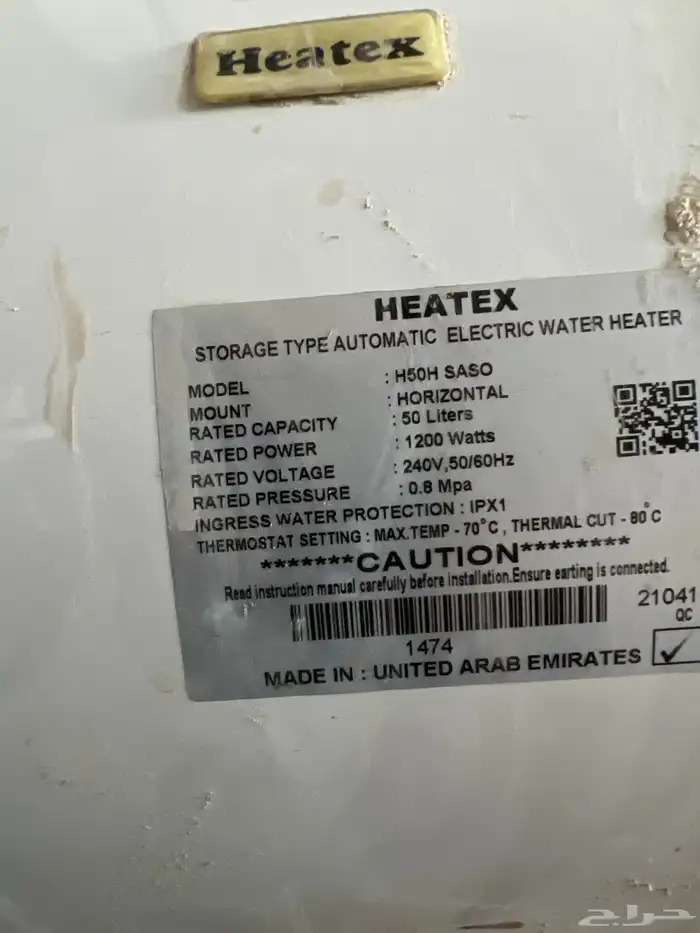 Heatex
HEATEX
STORAGE TYPE AUTOMATIC ELECTRIC WATER HEATER
MODEL : H50H SASO
MOUNT : HORIZONTAL
RATED CAPACITY : 50 Liters
RATED POWER : 1200 Watts
RATED VOLTAGE : 240V,50/60Hz
RATED PRESSURE : 0.8 Mpa
INGRESS WATER PROTECTION : IPX1
THERMOSTAT SETTING : MAX.TEMP - 70°C , THERMAL CUT - 80°C
*******CAUTION********
Read instruction manual carefully before installation.Ensure earting is connected.
21041
QC
1474
MADE IN : UNITED ARAB EMIRATES
حراج